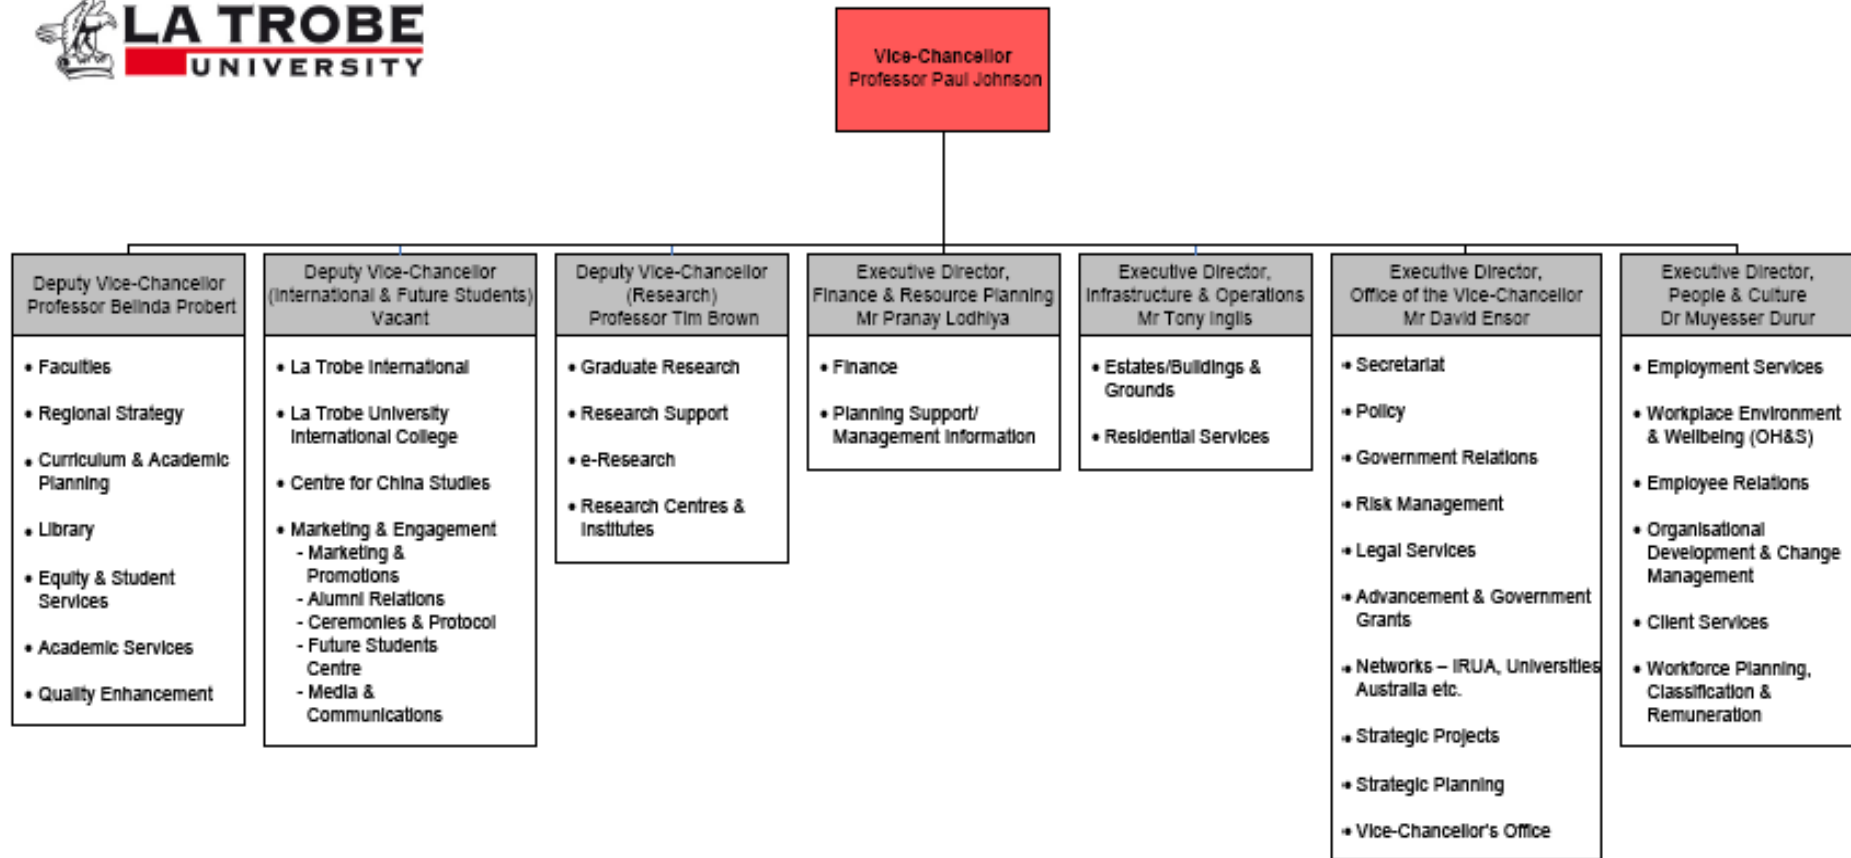 LA TROBE
UNIVERSITY
Vice-Chancellor
Professor Paul Johnson
Deputy Vice-Chancellor
Professor Belinda Probert
• Faculties
• Regional Strategy
• Curriculum & Academic
Planning
• Library
• Equity & Student
Services
• Academic Services
• Quality Enhancement
Deputy Vice-Chancellor
(International & Future Students)
Vacant
• La Trobe International
• La Trobe University
International College
• Centre for China Studies
• Marketing & Engagement
- Marketing &
Promotions
- Alumni Relations
- Ceremonies & Protocol
- Future Students
Centre
- Media &
Communications
Deputy Vice-Chancellor
(Research)
Professor Tim Brown
• Graduate Research
• Research Support
• e-Research
• Research Centres &
Institutes
Executive Director,
Finance & Resource Planning
Mr Pranay Lodhiya
• Finance
• Planning Support/
Management Information
Executive Director,
Infrastructure & Operations
Mr Tony Inglis
• Estates/Buildings &
Grounds
• Residential Services
Executive Director,
Office of the Vice-Chancellor
Mr David Ensor
• Secretariat
• Policy
• Government Relations
• Risk Management
• Legal Services
• Advancement & Government
Grants
• Networks – IRUA, Universities
Australia etc.
• Strategic Projects
• Strategic Planning
• Vice-Chancellor's Office
Executive Director,
People & Culture
Dr Muyesser Durur
• Employment Services
• Workplace Environment
& Wellbeing (OH&S)
• Employee Relations
• Organisational
Development & Change
Management
• Client Services
• Workforce Planning,
Classification &
Remuneration